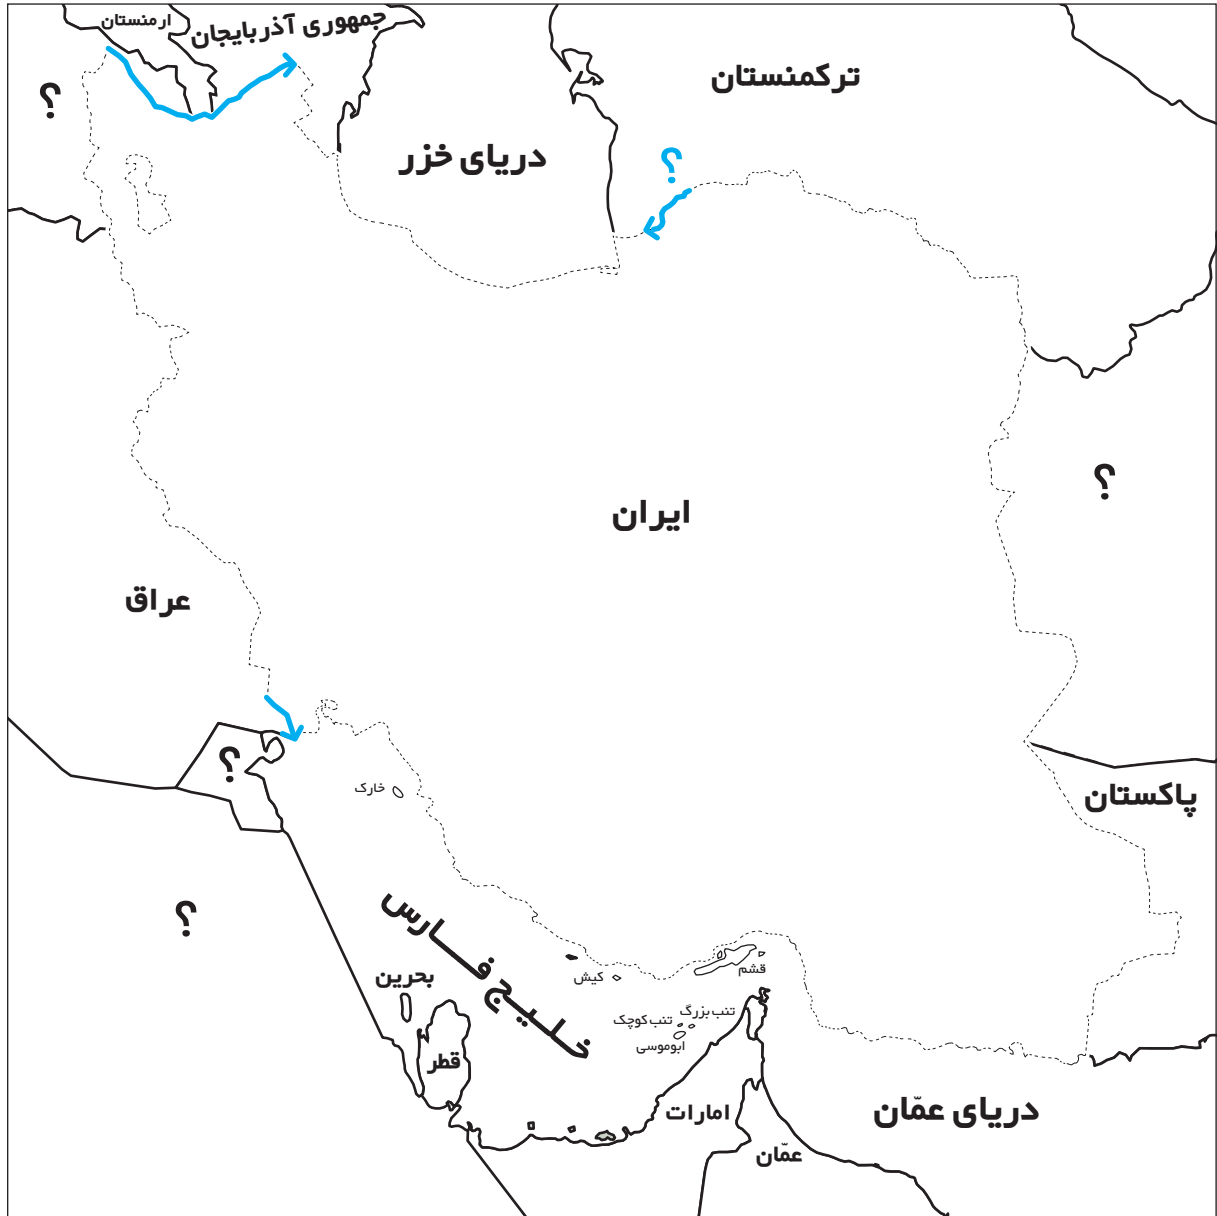 ارمنستان
جمهوری آذربایجان
ترکمنستان
؟
دریای خزر
؟
؟
ایران
عراق
؟
؟
خارک
پاکستان
؟
خلیج فارس
بحرین
کیش
قشم
تنب بزرگ
تنب کوچک
ابوموسی
قطر
امارات
دریای عمّان
عمّان